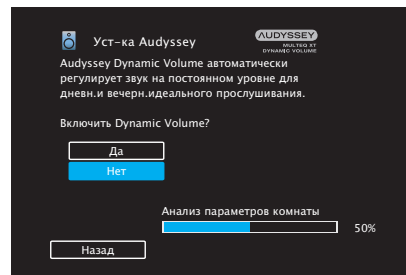 Уст-ка Audyssey
AUDYSSEY
MULTEQ XT
DYNAMIC VOLUME
Audyssey Dynamic Volume автоматически
регулирует звук на постоянном уровне для
дневн.и вечерн.идеального прослушивания.
Включить Dynamic Volume?
Да
Нет
Анализ параметров комнаты
50%
Назад